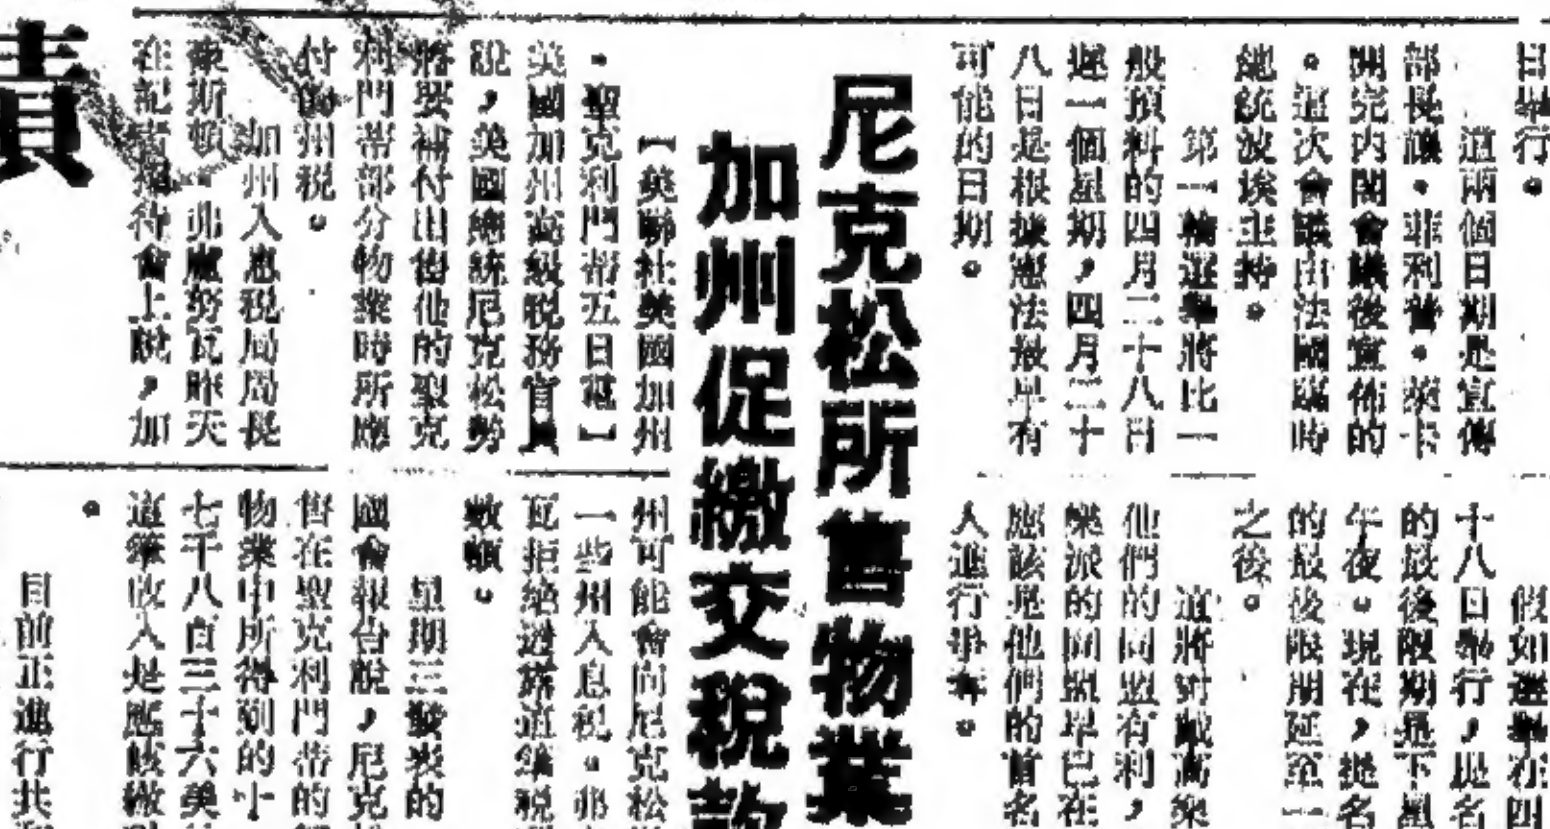 日舉行。
這兩個日期是宣傳
部長讓•菲利普•萊卡
開完內閣會議後宣佈的
。這次會議由法國臨時
總統波埃主持。
第一輪選舉將比一
般預料的四月二十八日
遲一個星期，四月二十
八日是根據憲法最早有
可能的日期。
假如選舉在四
十八日舉行，提名
的最後限期是下星
午夜。現在，提名
的最後限期延至一
之後。
這將對戴高樂
樂派的同盟早已在
他們的同盟有利，
應該是他們的首名
人進行爭奪。
尼克松所售物業
加州促繳交稅款
【美聯社美國加州
•聖克利門蒂五日電】
美國加州高級稅務官員
說，美國總統尼克松勢
將要補付出售他的聖克
利門蒂部分物業時所應
付的州稅。
加州入息稅局局長
豪斯頓•弗盧努瓦昨天
在記者招待會上說，加
州可能會向尼克松
一些州入息稅。弗
瓦拒絕透露這筆稅
數額。
星期三發表的
國會報告說，尼克
售在聖克利門蒂的
物業中所得到的十
七千八百三十六美
這筆收入是應該繳
。
目前正進行共
責